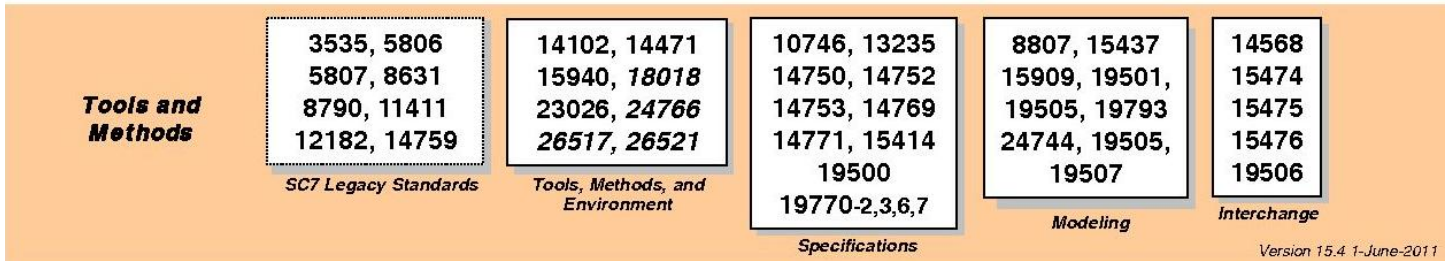 Tools and
Methods
3535, 5806
5807, 8631
8790, 11411
12182, 14759
SC7 Legacy Standards
14102, 14471
15940, 18018
23026, 24766
26517, 26521
Tools, Methods, and
Environment
10746, 13235
14750, 14752
14753, 14769
14771, 15414
19500
19770-2,3,6,7
Specifications
8807, 15437
15909, 19501,
19505, 19793
24744, 19505,
19507
Modeling
14568
15474
15475
15476
19506
Interchange
Version 15.4 1-June-2011